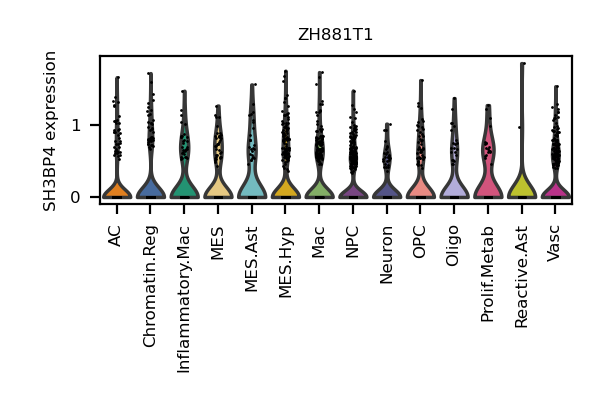 ZH881T1
SH3BP4 expression
1
0
AC
Chromatin.Reg
Inflammatory.Mac
MES
MES.Ast
MES.Hyp
Mac
NPC
Neuron
OPC
Oligo
Prolif.Metab
Reactive.Ast
Vasc